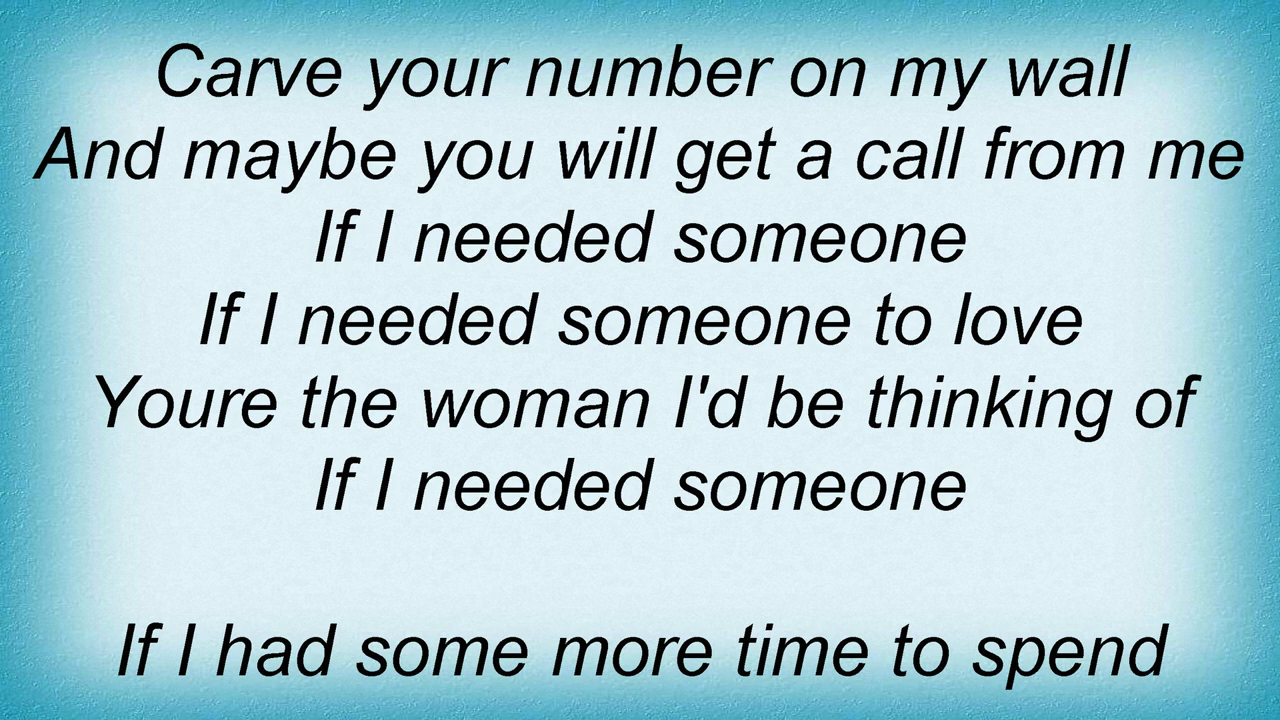 Carve your number on my wall
And maybe you will get a call from me
If I needed someone
If I needed someone to love
Youre the woman I'd be thinking of
If I needed someone
If I had some more time to spend